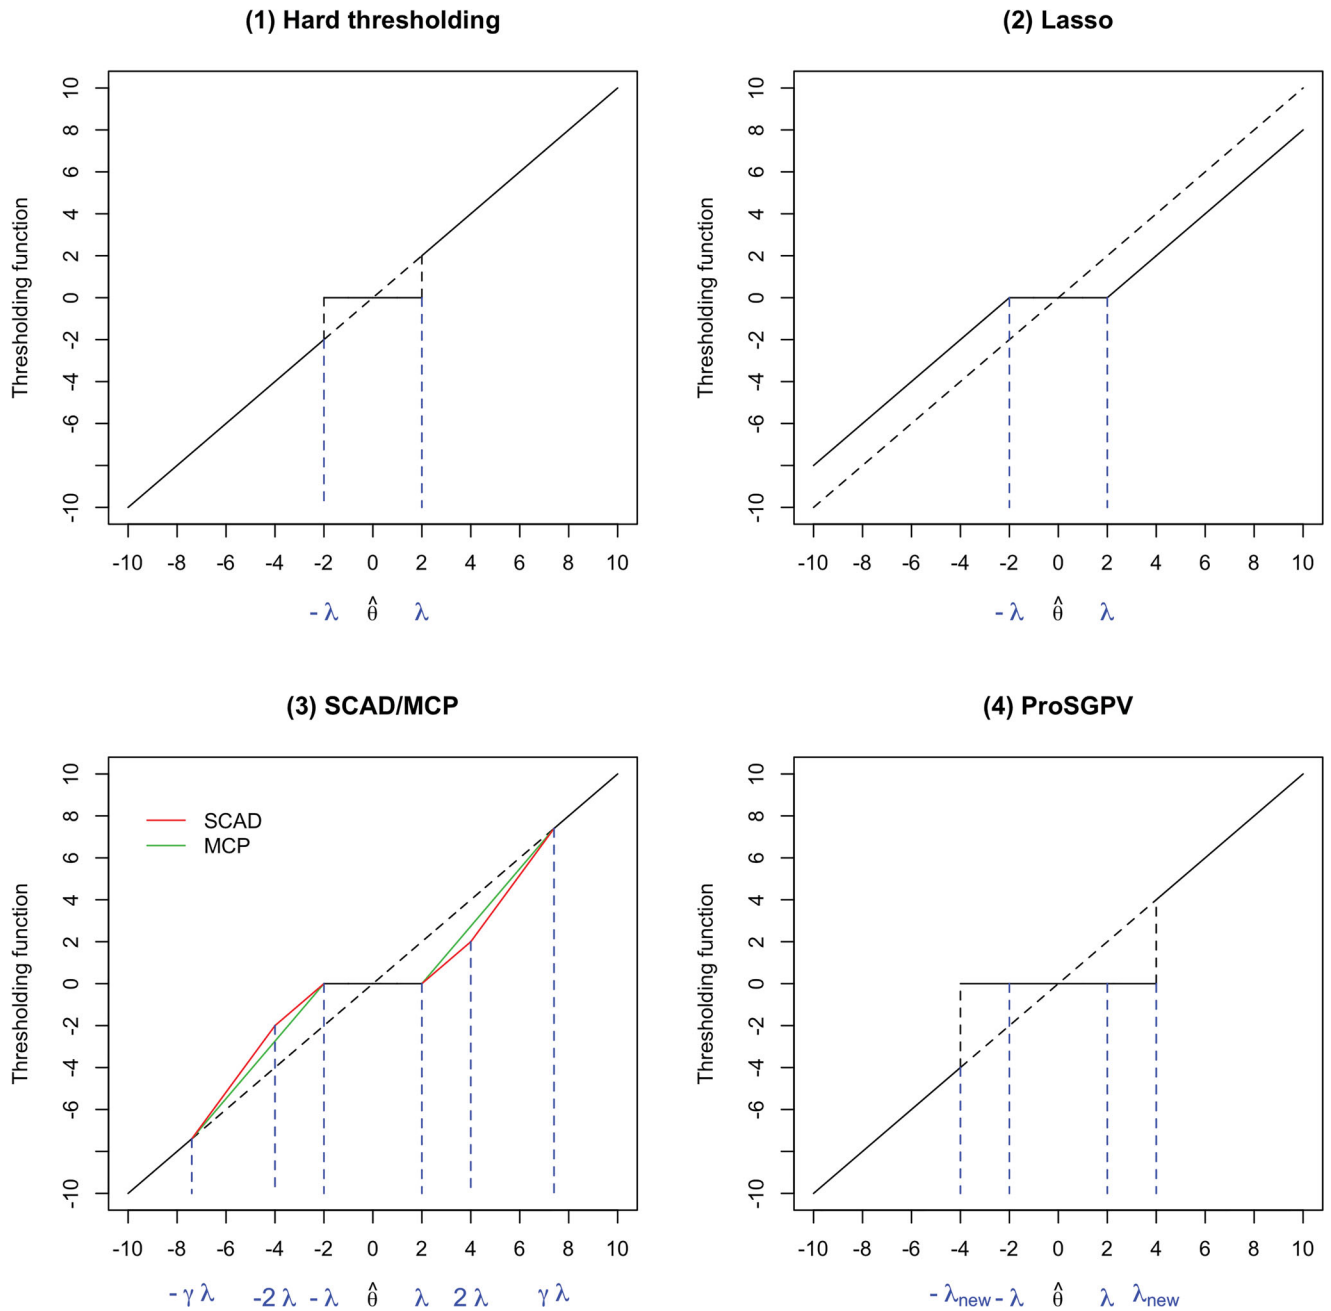 (1) Hard thresholding
Thresholding function
10
8
6
4
2
0
-2
-4
-6
-10
-10 -8 -6 -4 -2 0 2 4 6 8 10
- λ θ̂ λ
(2) Lasso
Thresholding function
10
8
6
4
2
0
-2
-4
-6
-10
-10 -8 -6 -4 -2 0 2 4 6 8 10
- λ θ̂ λ
(3) SCAD/MCP
Thresholding function
10
8
6
4
2
0
-2
-4
-6
-10
SCAD
MCP
-10 -8 -6 -4 -2 0 2 4 6 8 10
- γ λ -2 λ - λ θ̂ λ 2 λ γ λ
(4) ProSGPV
Thresholding function
10
8
6
4
2
0
-2
-4
-6
-10
-10 -8 -6 -4 -2 0 2 4 6 8 10
- λnew - λ θ̂ λ λnew